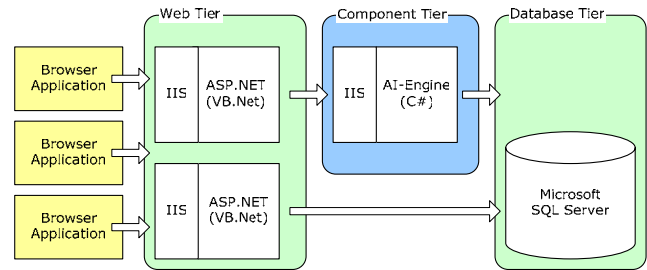 Web Tier
Component Tier
Database Tier
Browser
Application
IIS
ASP.NET
(VB.Net)
IIS
AI-Engine
(C#)
Browser
Application
Browser
Application
IIS
ASP.NET
(VB.Net)
Microsoft
SQL Server